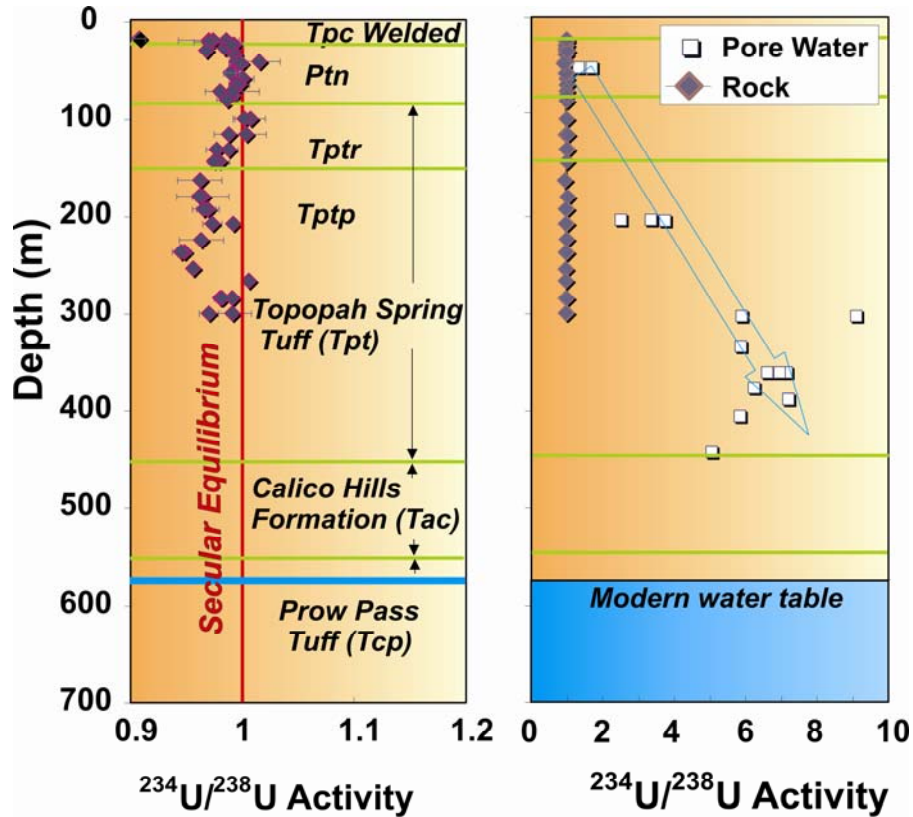 0
100
200
300
400
500
600
700
Depth (m)
Tpc Welded
Ptn
Tptr
Tptp
Topopah Spring
Tuff (Tpt)
Secular Equilibrium
Calico Hills
Formation (Tac)
Prow Pass
Tuff (Tcp)
0.9 1 1.1 1.2
²³⁴U/²³⁸U Activity
Pore Water
Rock
Modern water table
0 2 4 6 8 10
²³⁴U/²³⁸U Activity